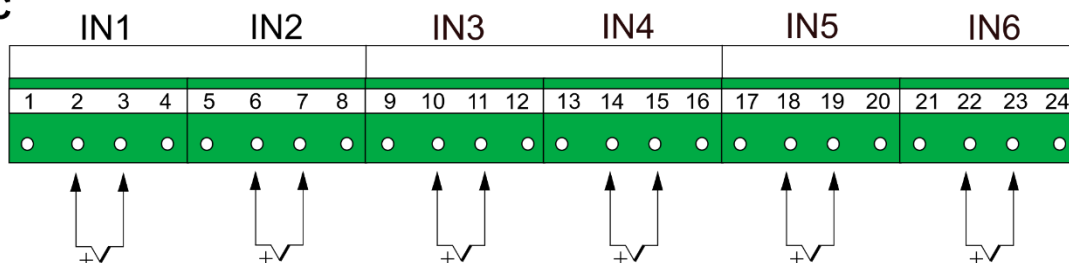 C
IN1 IN2 IN3 IN4 IN5 IN6
1 2 3 4 5 6 7 8 9 10 11 12 13 14 15 16 17 18 19 20 21 22 23 24
+ + + + + +